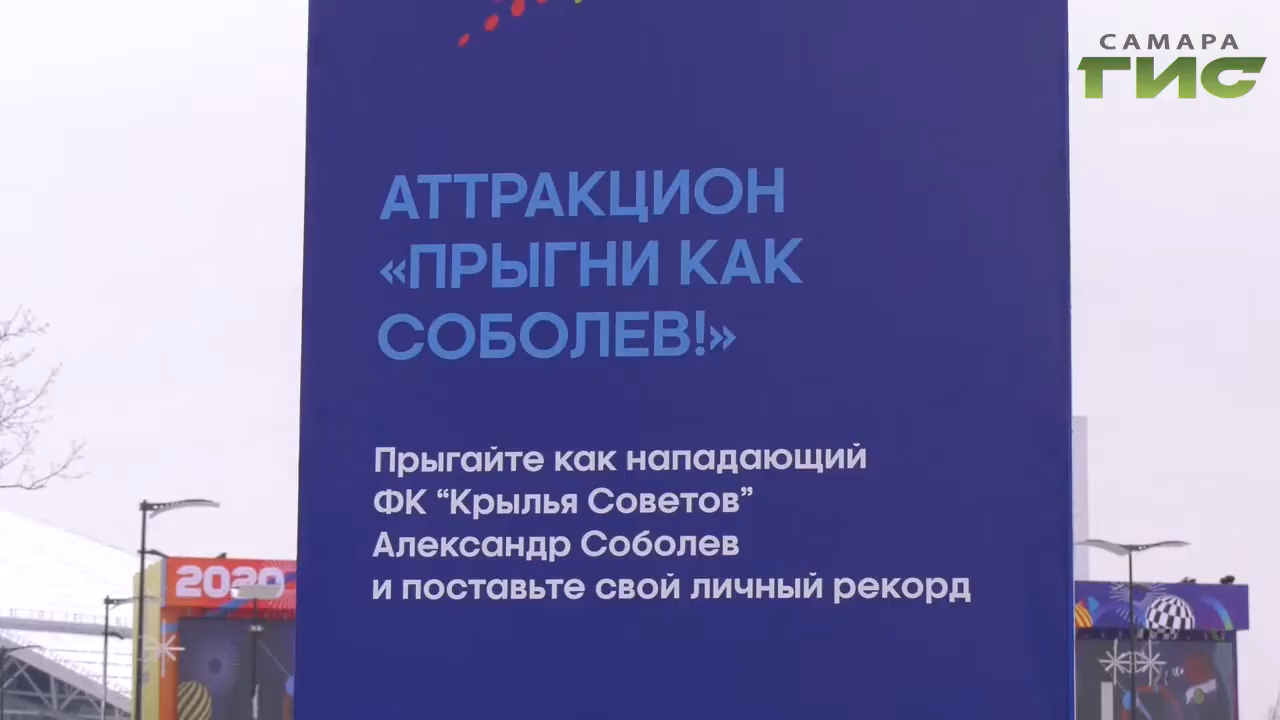 САМАРА
ГИС
АТТРАКЦИОН
«ПРЫГНИ КАК
СОБОЛЕВ!»
Прыгайте как нападающий
ФК “Крылья Советов”
Александр Соболев
и поставьте свой личный рекорд
2020